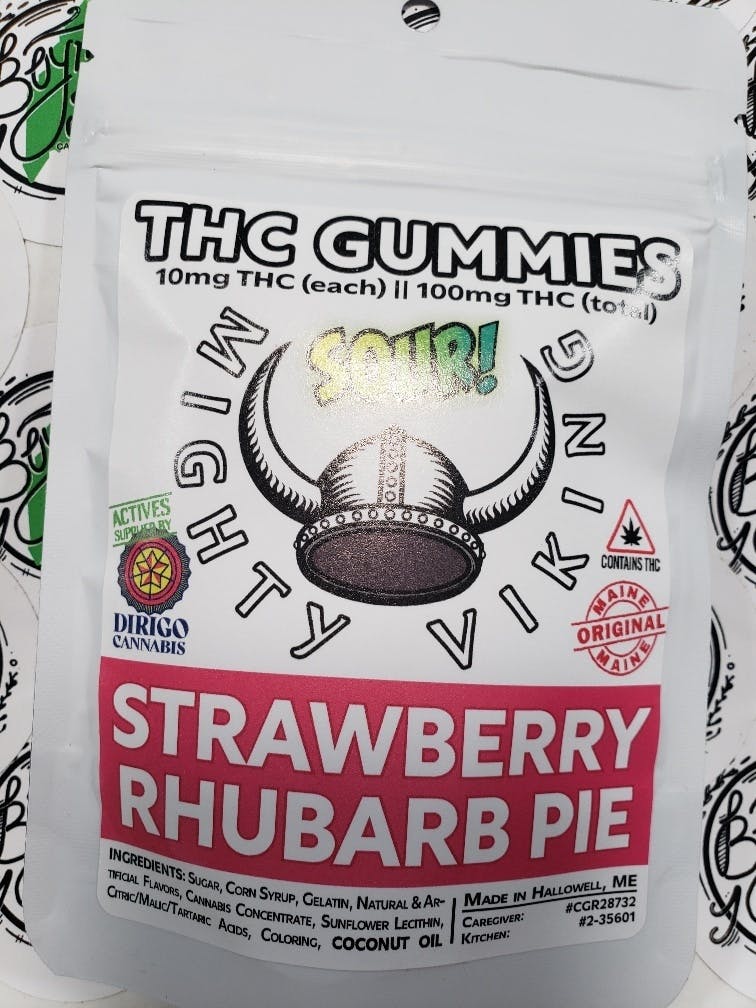 THC GUMMIES
10mg THC (each) || 100mg THC (total)
SOUR!
MIGHTY VIKING
ACTIVES
SUPPLIED BY
DIRIGO
CANNABIS
CONTAINS THC
MAINE
ORIGINAL
MAINE
STRAWBERRY
RHUBARB PIE
INGREDIENTS: SUGAR, CORN SYRUP, GELATIN, NATURAL & AR-
TIFICIAL FLAVORS, CANNABIS CONCENTRATE, SUNFLOWER LECITHIN,
CITRIC/MALIC/TARTARIC ACIDS, COLORING, COCONUT OIL
MADE IN HALLOWELL, ME
CAREGIVER: #CGR28732
KITCHEN: #2-35601